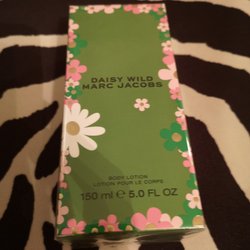 DAISY WILD
MARC JACOBS
BODY LOTION
LOTION POUR LE CORPS
150 ml ℮ 5.0 FL OZ